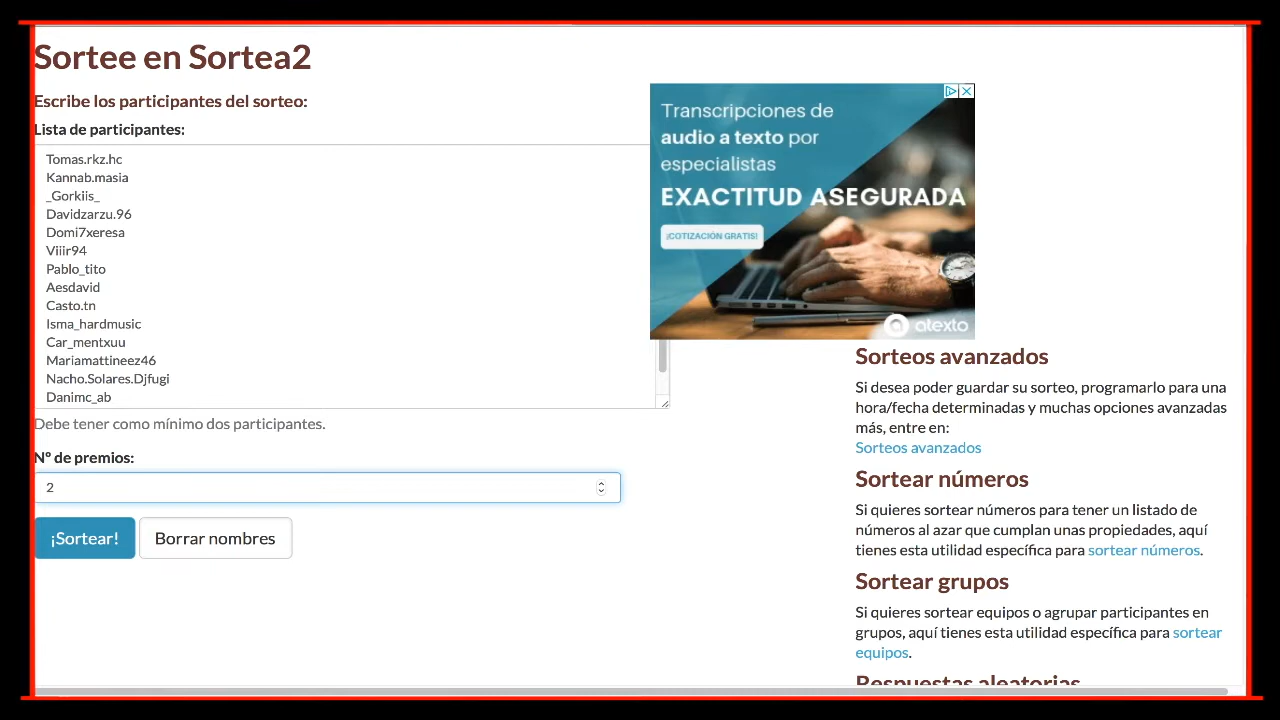 Sortee en Sortea2
Escribe los participantes del sorteo:
Lista de participantes:
Tomas.rkz.hc
Kannab.masia
_Gorkiis_
Davidzarzu.96
Domi7xeresa
Viiir94
Pablo_tito
Aesdavid
Casto.tn
Isma_hardmusic
Car_mentxuu
Mariamattineez46
Nacho.Solares.Djfugi
Danimc_ab
Debe tener como mínimo dos participantes.
Nº de premios:
2
¡Sortear!
Borrar nombres
Transcripciones de
audio a texto por
especialistas
EXACTITUD ASEGURADA
¡COTIZACIÓN GRATIS!
atexto
Sorteos avanzados
Si desea poder guardar su sorteo, programarlo para una
hora/fecha determinadas y muchas opciones avanzadas
más, entre en:
Sorteos avanzados
Sortear números
Si quieres sortear números para tener un listado de
números al azar que cumplan unas propiedades, aquí
tienes esta utilidad específica para sortear números.
Sortear grupos
Si quieres sortear equipos o agrupar participantes en
grupos, aquí tienes esta utilidad específica para sortear
equipos.
Respuestas aleatorias